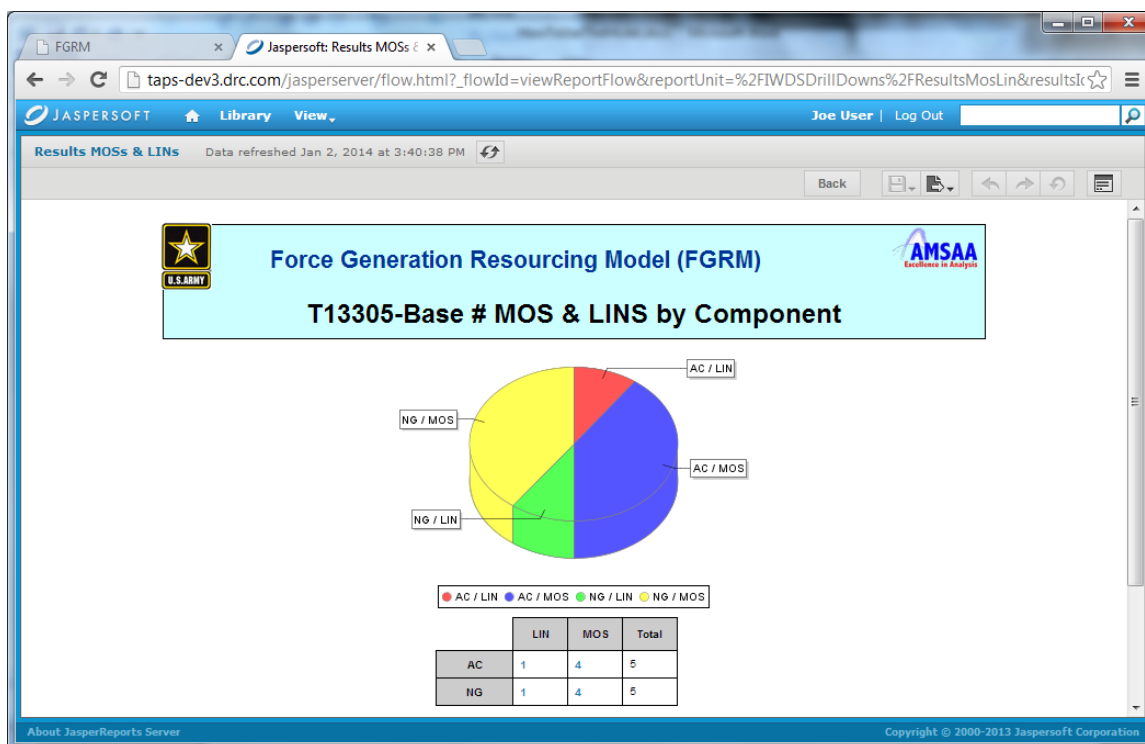 FGRM
Jaspersoft: Results MOSs &
taps-dev3.drc.com/jasperserver/flow.html?_flowId=viewReportFlow&reportUnit=%2FIWDSDrillDowns%2FResultsMosLin&results
JASPERSOFT Library View Joe User | Log Out
Results MOSs & LINs Data refreshed Jan 2, 2014 at 3:40:38 PM
Back
U.S.ARMY
Force Generation Resourcing Model (FGRM)
AMSAA
Excellence in Analysis
T13305-Base # MOS & LINS by Component
AC / LIN
NG / MOS
AC / MOS
NG / LIN
AC / LIN AC / MOS NG / LIN NG / MOS
LIN MOS Total
AC 1 4 5
NG 1 4 5
About JasperReports Server Copyright © 2000-2013 Jaspersoft Corporation